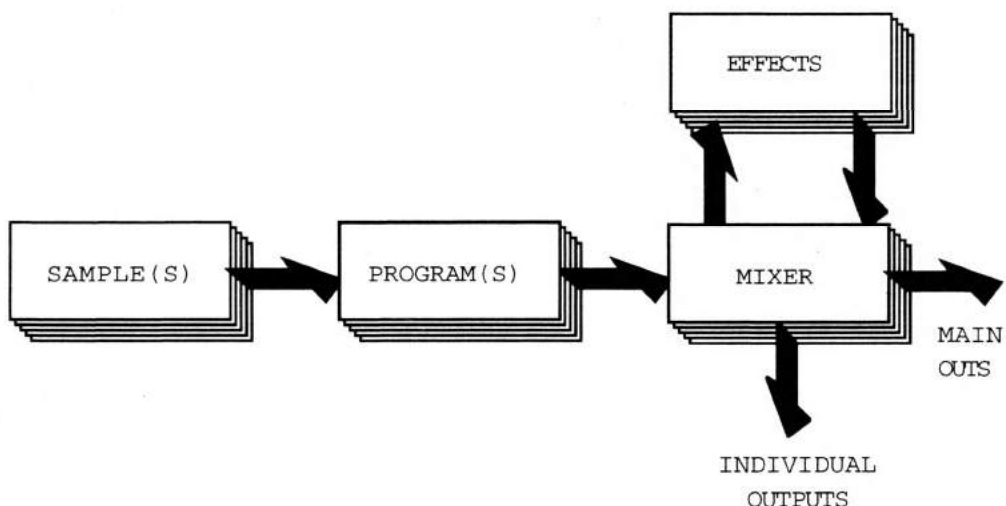 EFFECTS
SAMPLE(S)
PROGRAM(S)
MIXER
MAIN
OUTS
INDIVIDUAL
OUTPUTS